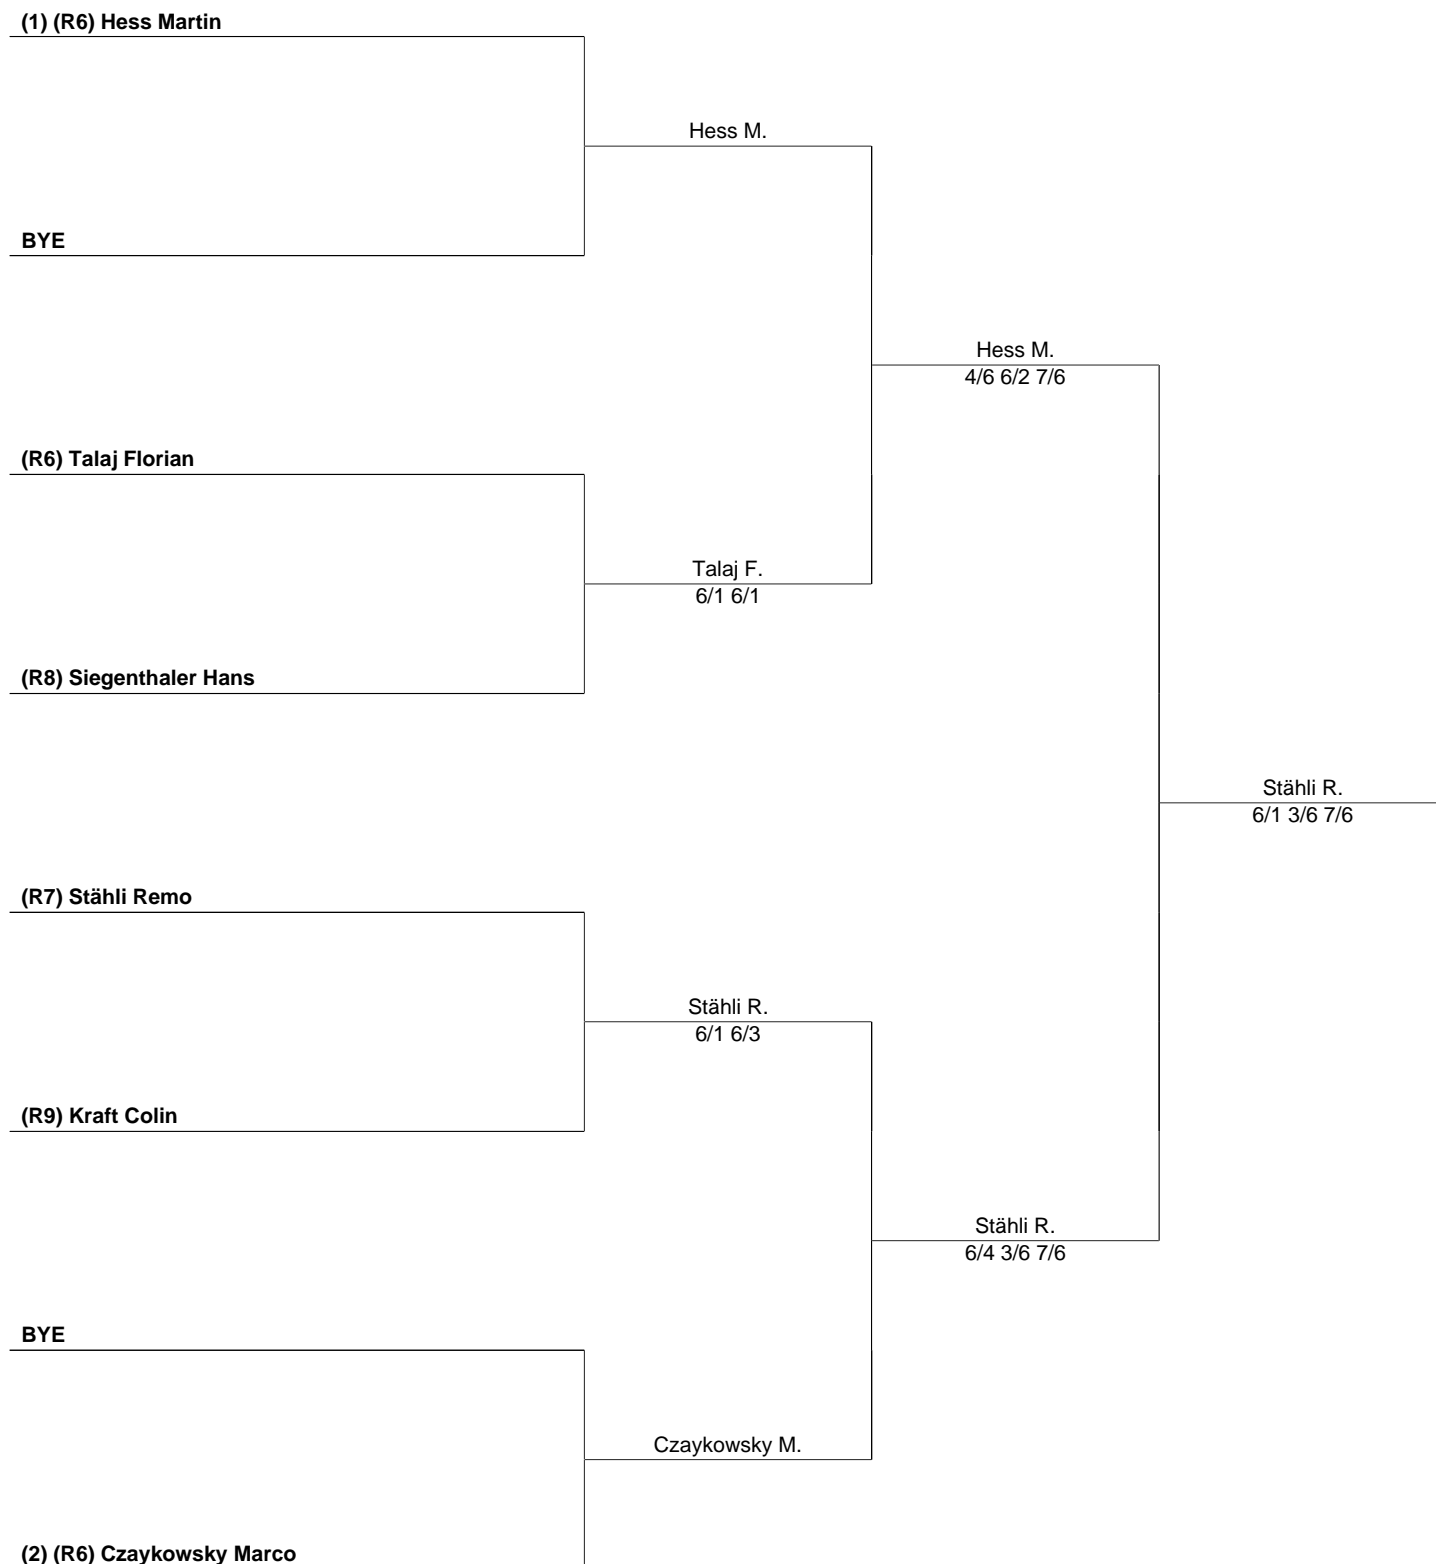 (1) (R6) Hess Martin
Hess M.
BYE
Hess M.
4/6 6/2 7/6
(R6) Talaj Florian
Talaj F.
6/1 6/1
(R8) Siegenthaler Hans
Stähli R.
6/1 3/6 7/6
(R7) Stähli Remo
Stähli R.
6/1 6/3
(R9) Kraft Colin
Stähli R.
6/4 3/6 7/6
BYE
Czaykowsky M.
(2) (R6) Czaykowsky Marco